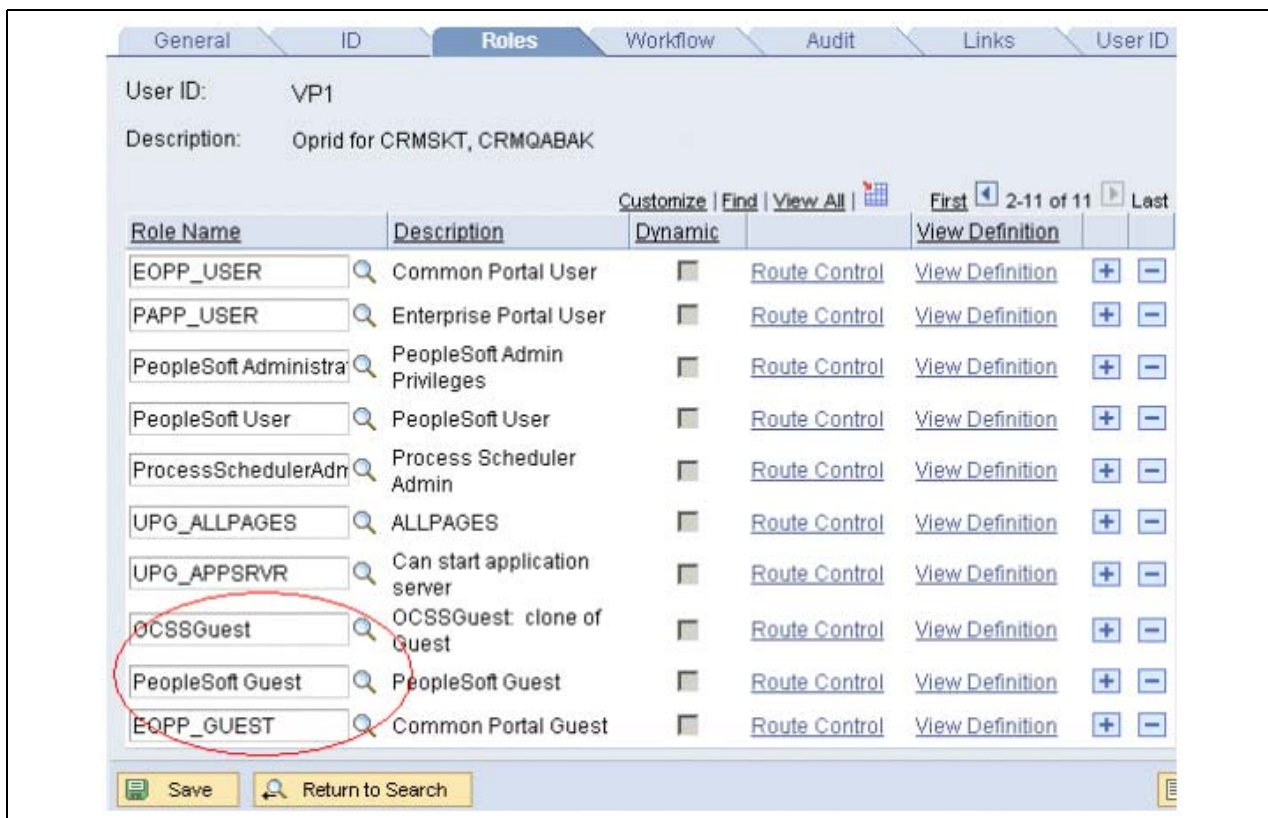 General ID Roles Workflow Audit Links User ID
User ID: VP1
Description: Oprid for CRMSKT, CRMQABAK
Customize | Find | View All | First 2-11 of 11 Last
Role Name Description Dynamic View Definition
EOPP_USER Common Portal User Route Control View Definition + −
PAPP_USER Enterprise Portal User Route Control View Definition + −
PeopleSoft Administra PeopleSoft Admin
Privileges Route Control View Definition + −
PeopleSoft User PeopleSoft User Route Control View Definition + −
ProcessSchedulerAdm Process Scheduler
Admin Route Control View Definition + −
UPG_ALLPAGES ALLPAGES Route Control View Definition + −
UPG_APPSRVR Can start application
server Route Control View Definition + −
OCSSGuest OCSSGuest: clone of
Guest Route Control View Definition + −
PeopleSoft Guest PeopleSoft Guest Route Control View Definition + −
EOPP_GUEST Common Portal Guest Route Control View Definition + −
Save Return to Search